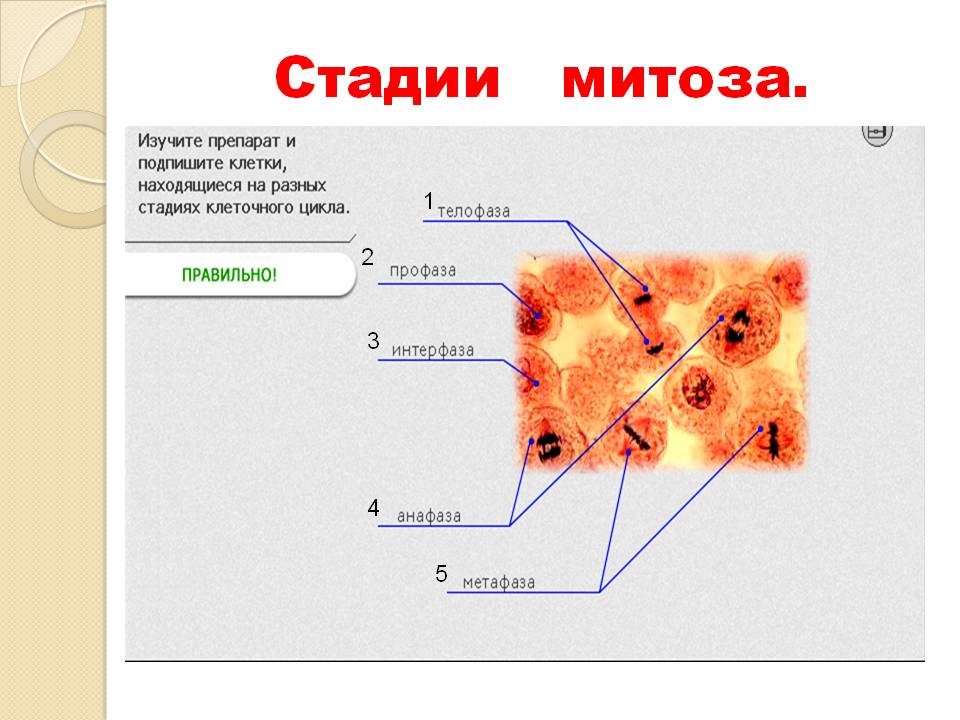 Стадии митоза.
Изучите препарат и
подпишите клетки,
находящиеся на разных
стадиях клеточного цикла.
ПРАВИЛЬНО!
1 телофаза
2 профаза
3 интерфаза
4 анафаза
5 метафаза